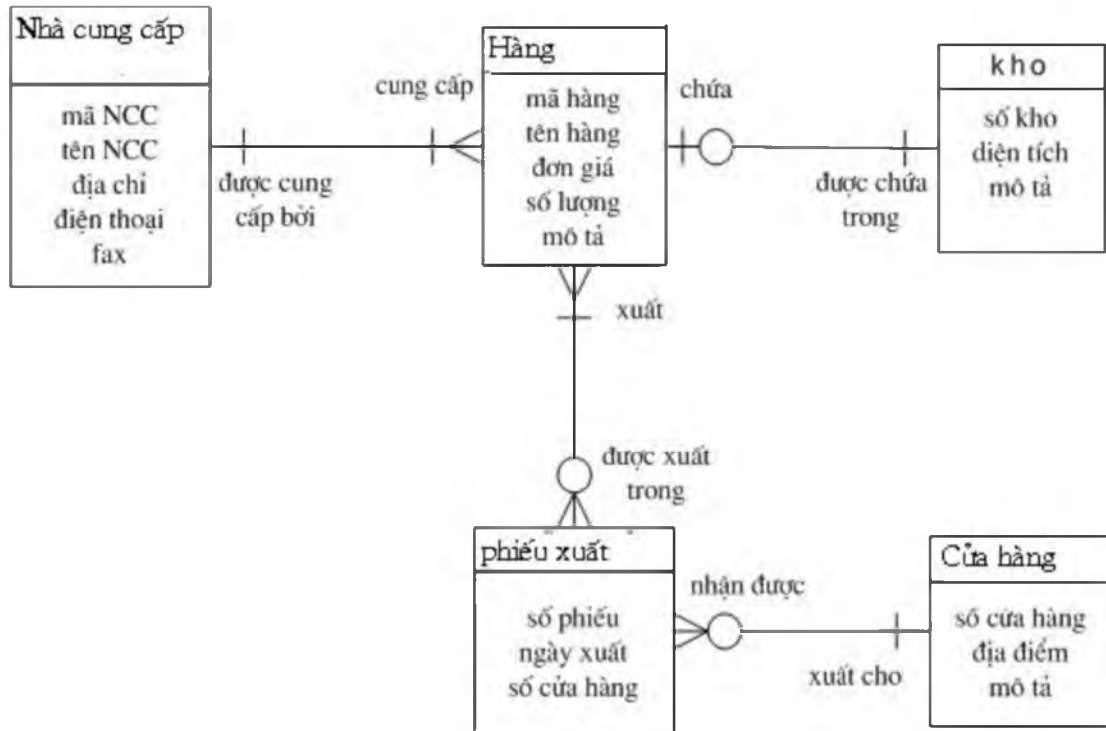 Nhà cung cấp
mã NCC
tên NCC
địa chỉ
điện thoại
fax
được cung
cấp bởi
cung cấp
Hàng
mã hàng
tên hàng
đơn giá
số lượng
mô tả
chứa
được chứa
trong
kho
số kho
diện tích
mô tả
xuất
được xuất
trong
phiếu xuất
số phiếu
ngày xuất
số cửa hàng
nhận được
xuất cho
Cửa hàng
số cửa hàng
địa điểm
mô tả